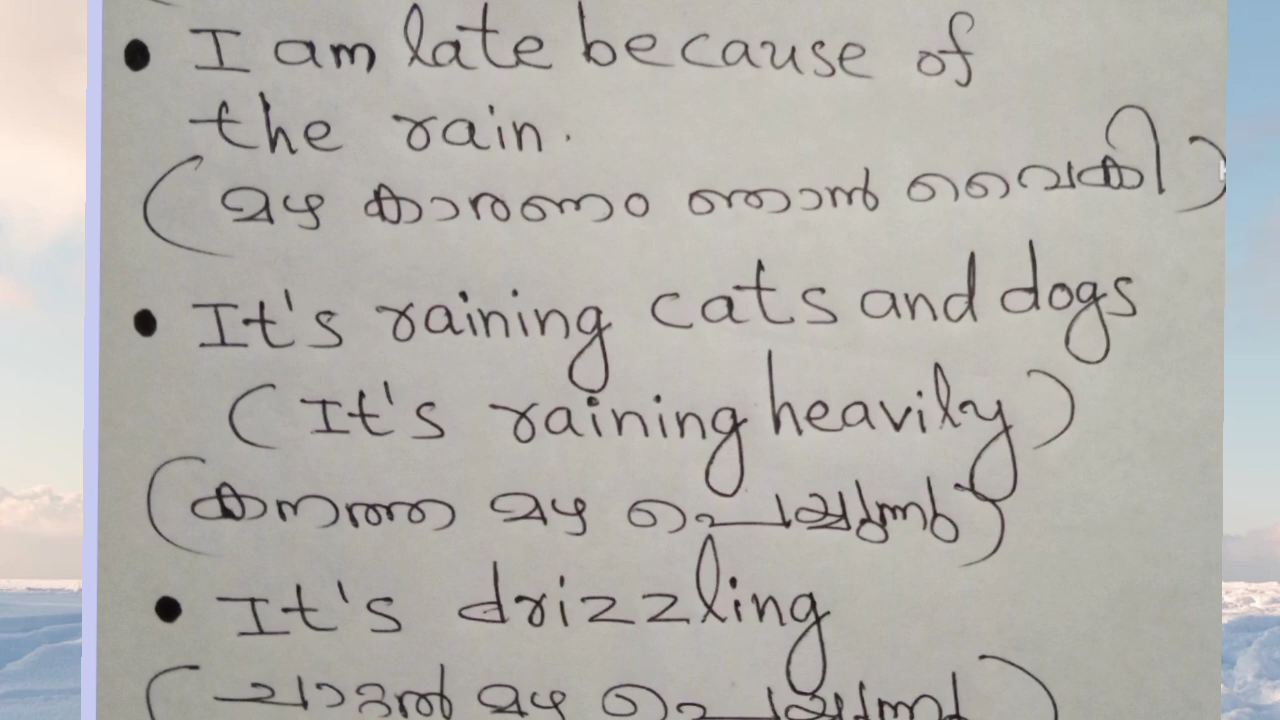 • I am late because of
the rain.
(മഴ കാരണം ഞാൻ വൈകി)
• It's raining cats and dogs
(It's raining heavily)
(കനത്ത മഴ പെയ്യുന്നു)
• It's drizzling
(ചാറ്റൽ മഴ പെയ്യുന്നു)